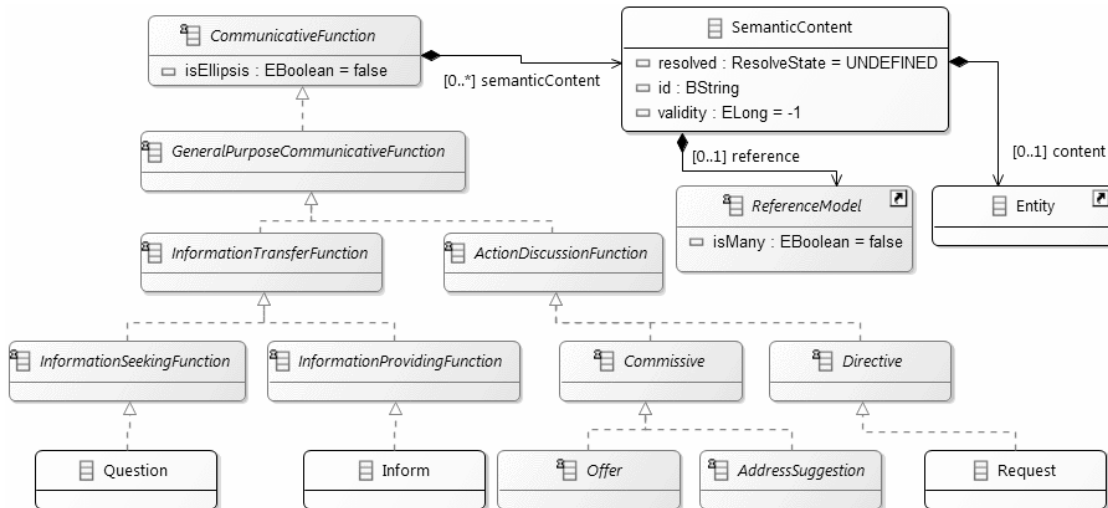 CommunicativeFunction
isEllipsis : EBoolean = false
[0..*] semanticContent
SemanticContent
resolved : ResolveState = UNDEFINED
id : BString
validity : ELong = -1
[0..1] reference
[0..1] content
GeneralPurposeCommunicativeFunction
ReferenceModel
isMany : EBoolean = false
Entity
InformationTransferFunction
ActionDiscussionFunction
InformationSeekingFunction
InformationProvidingFunction
Commissive
Directive
Question
Inform
Offer
AddressSuggestion
Request